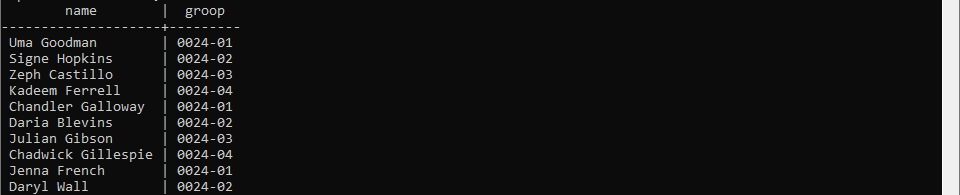 name | groop
--------------------+---------
Uma Goodman | 0024-01
Signe Hopkins | 0024-02
Zeph Castillo | 0024-03
Kadeem Ferrell | 0024-04
Chandler Galloway | 0024-01
Daria Blevins | 0024-02
Julian Gibson | 0024-03
Chadwick Gillespie | 0024-04
Jenna French | 0024-01
Daryl Wall | 0024-02